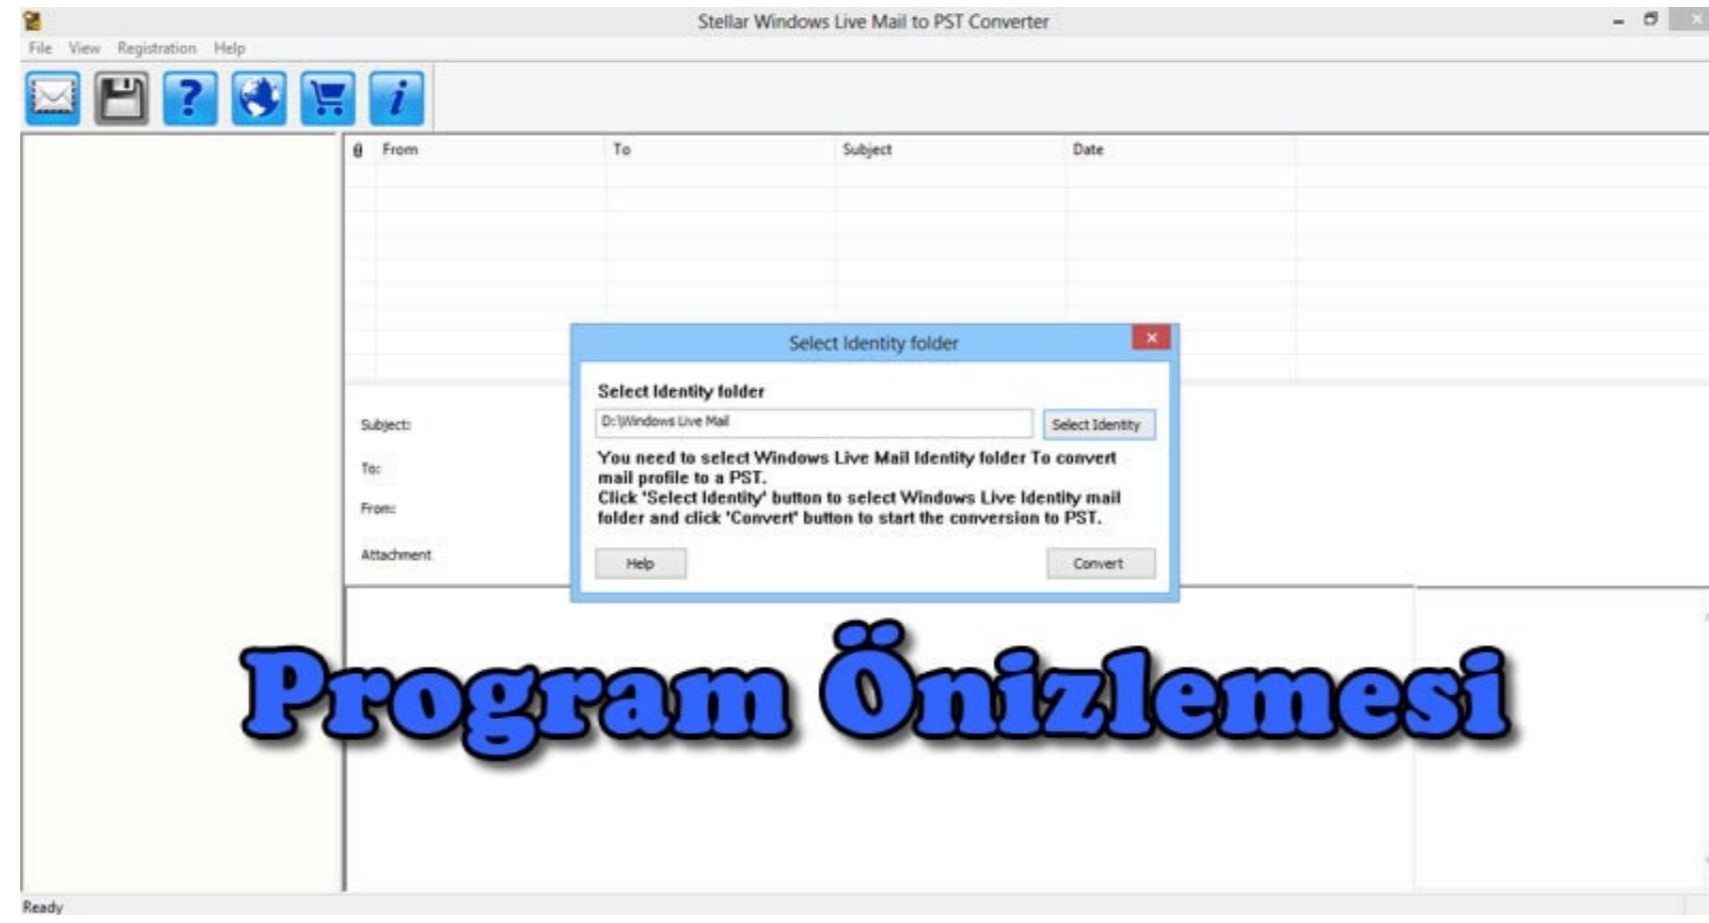 Stellar Windows Live Mail to PST Converter
File View Registration Help
From To Subject Date
Select Identity folder
Select Identity folder
D:\Windows Live Mail Select Identity
You need to select Windows Live Mail Identity folder To convert
mail profile to a PST.
Click 'Select Identity' button to select Windows Live Identity mail
folder and click 'Convert' button to start the conversion to PST.
Help Convert
Subject:
To:
From:
Attachment
Program Önizlemesi
Ready